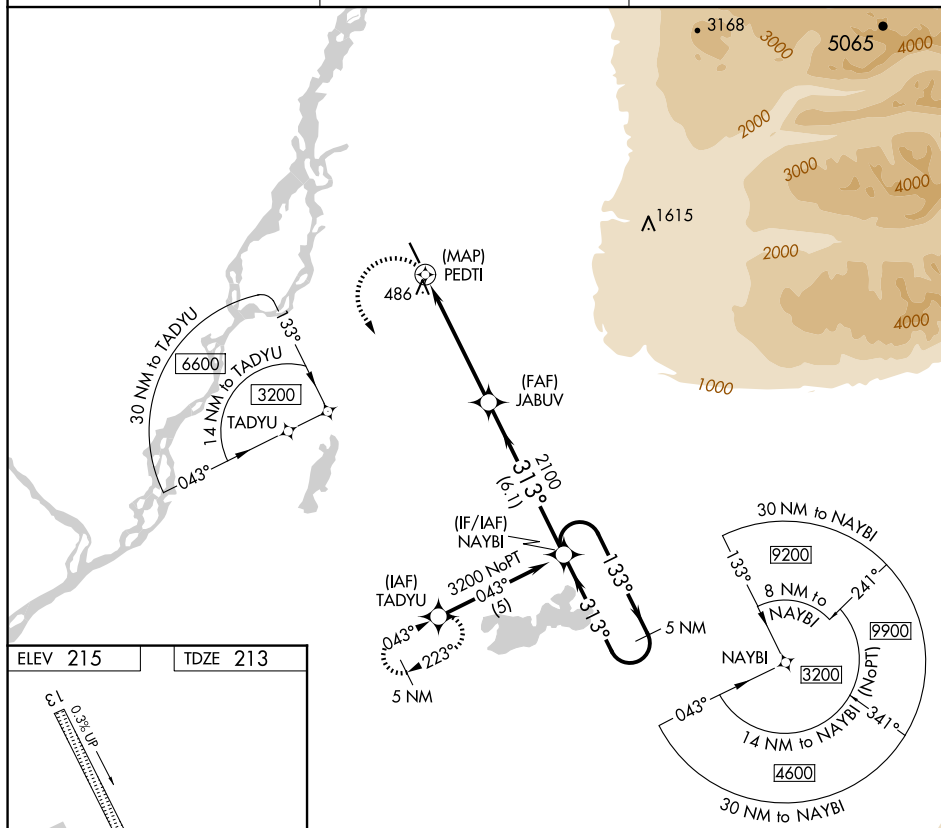 3168
5065
3000
4000
2000
3000
4000
1615
2000
4000
1000
(MAP)
PEDTI
486
30 NM to TADYU
6600
14 NM to TADYU
3200
TADYU
133°
043°
(FAF)
JABUV
2100
313°
(6.1)
(IF/IAF)
NAYBI
3200 NoPT
043°
(5)
(IAF)
TADYU
043°
223°
5 NM
133°
313°
5 NM
30 NM to NAYBI
9200
133°
8 NM to
NAYBI
241°
9900
NAYBI
3200
043°
14 NM to NAYBI (NoPT)
341°
4600
30 NM to NAYBI
ELEV 215
TDZE 213
13
0.3% UP